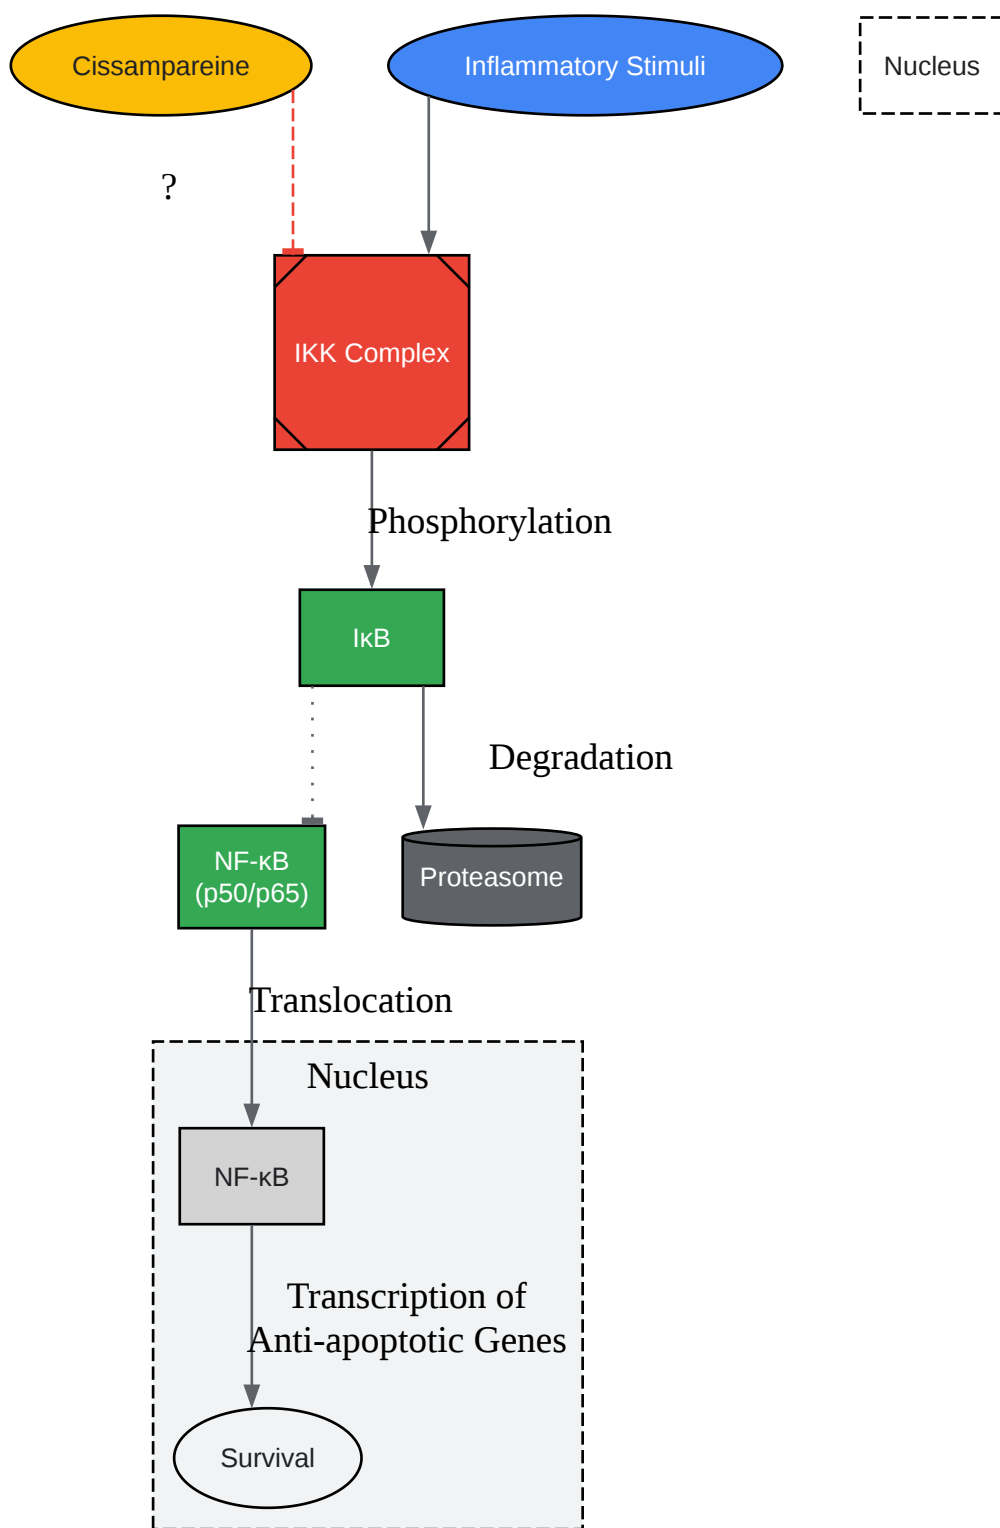 Cissampareine
Inflammatory Stimuli
Nucleus
?
IKK Complex
Phosphorylation
IκB
Degradation
NF-κB
(p50/p65)
Proteasome
Translocation
Nucleus
NF-κB
Transcription of
Anti-apoptotic Genes
Survival